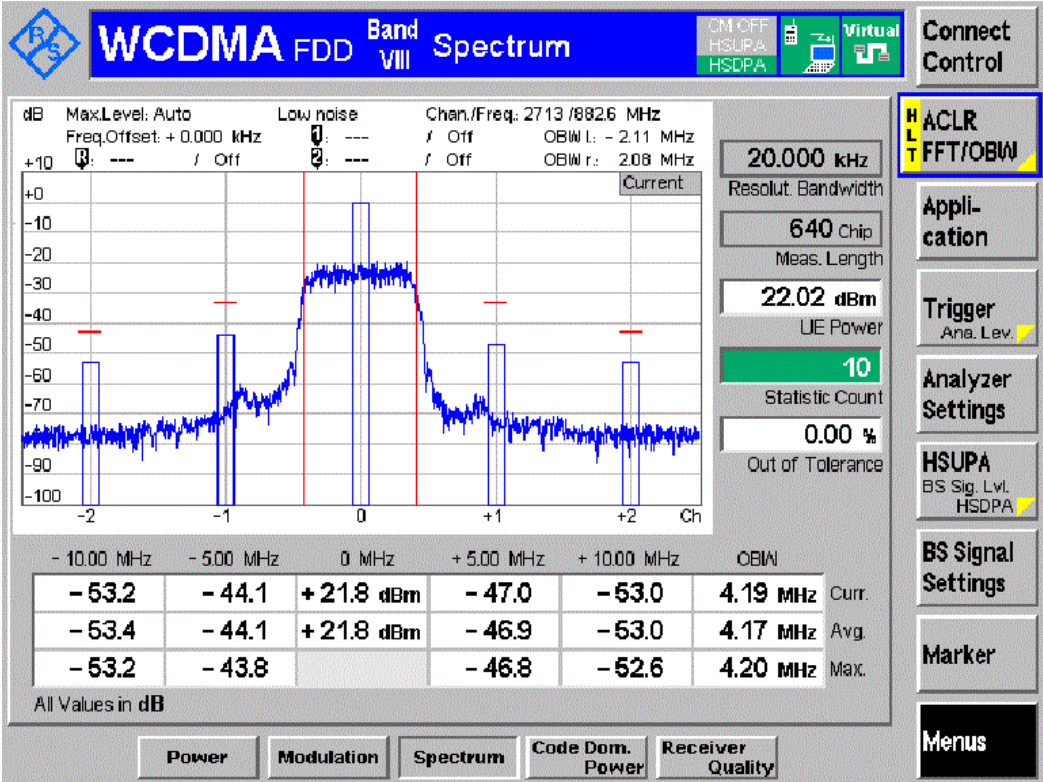 R/S
WCDMA FDD Band VIII Spectrum
CM OFF
HSUPA
HSDPA
Virtual
Connect Control
dB Max.Level: Auto Low noise Chan./Freq.: 2713 /882.6 MHz
Freq.Offset: + 0.000 kHz 1: --- / Off OBW l.: - 2.11 MHz
R: --- / Off 2: --- / Off OBW r.: 2.08 MHz
Current
+10
+0
-10
-20
-30
-40
-50
-60
-70
-90
-100
-2 -1 0 +1 +2 Ch
20.000 kHz
Resolut. Bandwidth
640 Chip
Meas. Length
22.02 dBm
UE Power
10
Statistic Count
0.00 %
Out of Tolerance
- 10.00 MHz - 5.00 MHz 0 MHz + 5.00 MHz + 10.00 MHz OBW
- 53.2 - 44.1 + 21.8 dBm - 47.0 - 53.0 4.19 MHz Curr.
- 53.4 - 44.1 + 21.8 dBm - 46.9 - 53.0 4.17 MHz Avg.
- 53.2 - 43.8 - 46.8 - 52.6 4.20 MHz Max.
All Values in dB
HLT
ACLR
FFT/OBW
Appli-
cation
Trigger
Ana. Lev.
Analyzer
Settings
HSUPA
BS Sig. Lvl.
HSDPA
BS Signal
Settings
Marker
Menus
Power
Modulation
Spectrum
Code Dom.
Power
Receiver
Quality